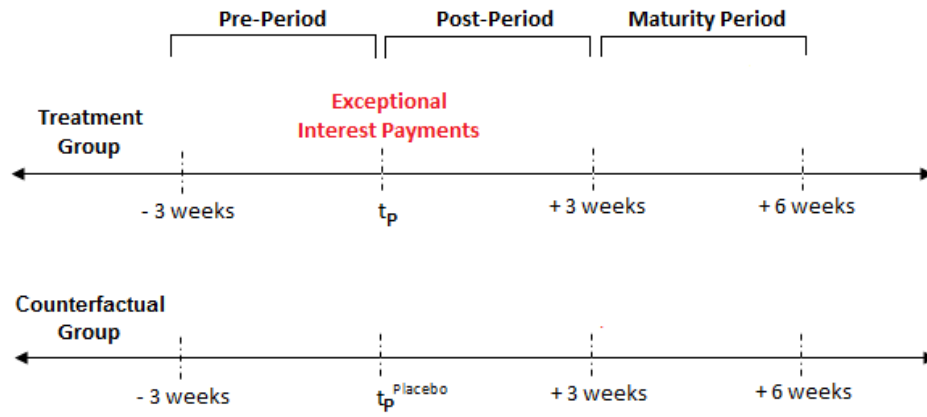 Pre-Period Post-Period Maturity Period
Exceptional
Interest Payments
Treatment
Group
- 3 weeks tP + 3 weeks + 6 weeks
Counterfactual
Group
- 3 weeks tP Placebo + 3 weeks + 6 weeks